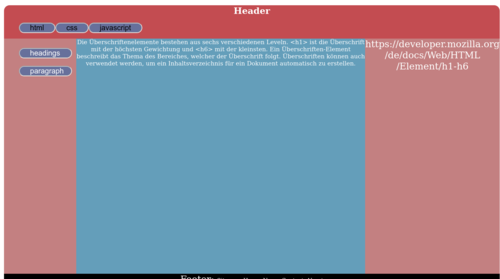 Header
html css javascript
headings
paragraph
Die Überschriftselemente bestehen aus sechs verschiedenen Leveln. <h1> ist die Überschrift
mit der höchsten Gewichtung und <h6> mit der kleinsten. Ein Überschriften-Element
beschreibt das Thema des Bereiches, welcher der Überschrift folgt. Überschriften können auch
verwendet werden, um ein Inhaltsverzeichnis für ein Dokument automatisch zu erstellen.
https://developer.mozilla.org
/de/docs/Web/HTML
/Element/h1-h6
Footer